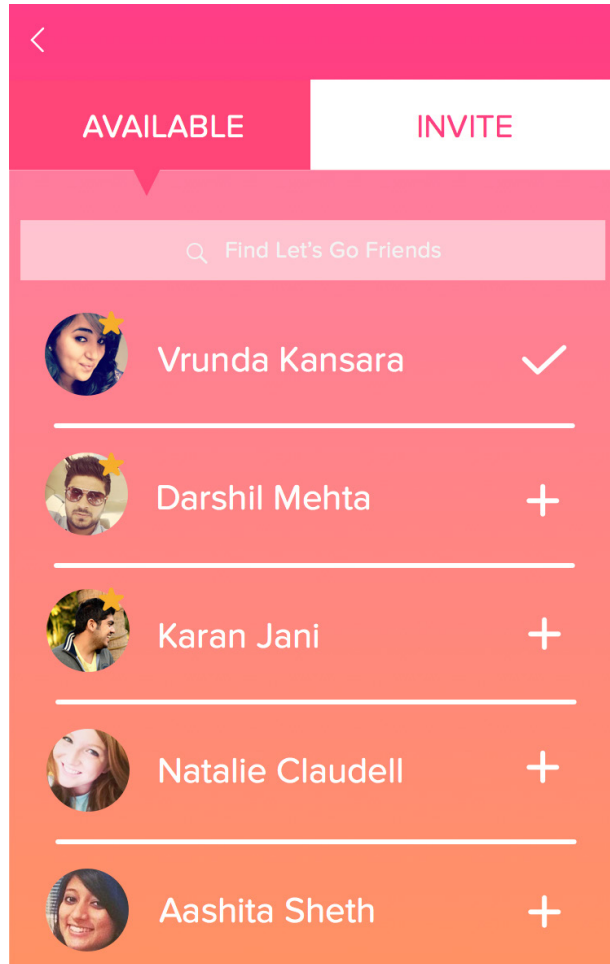 AVAILABLE INVITE
Find Let's Go Friends
Vrunda Kansara
Darshil Mehta
Karan Jani
Natalie Claudell
Aashita Sheth